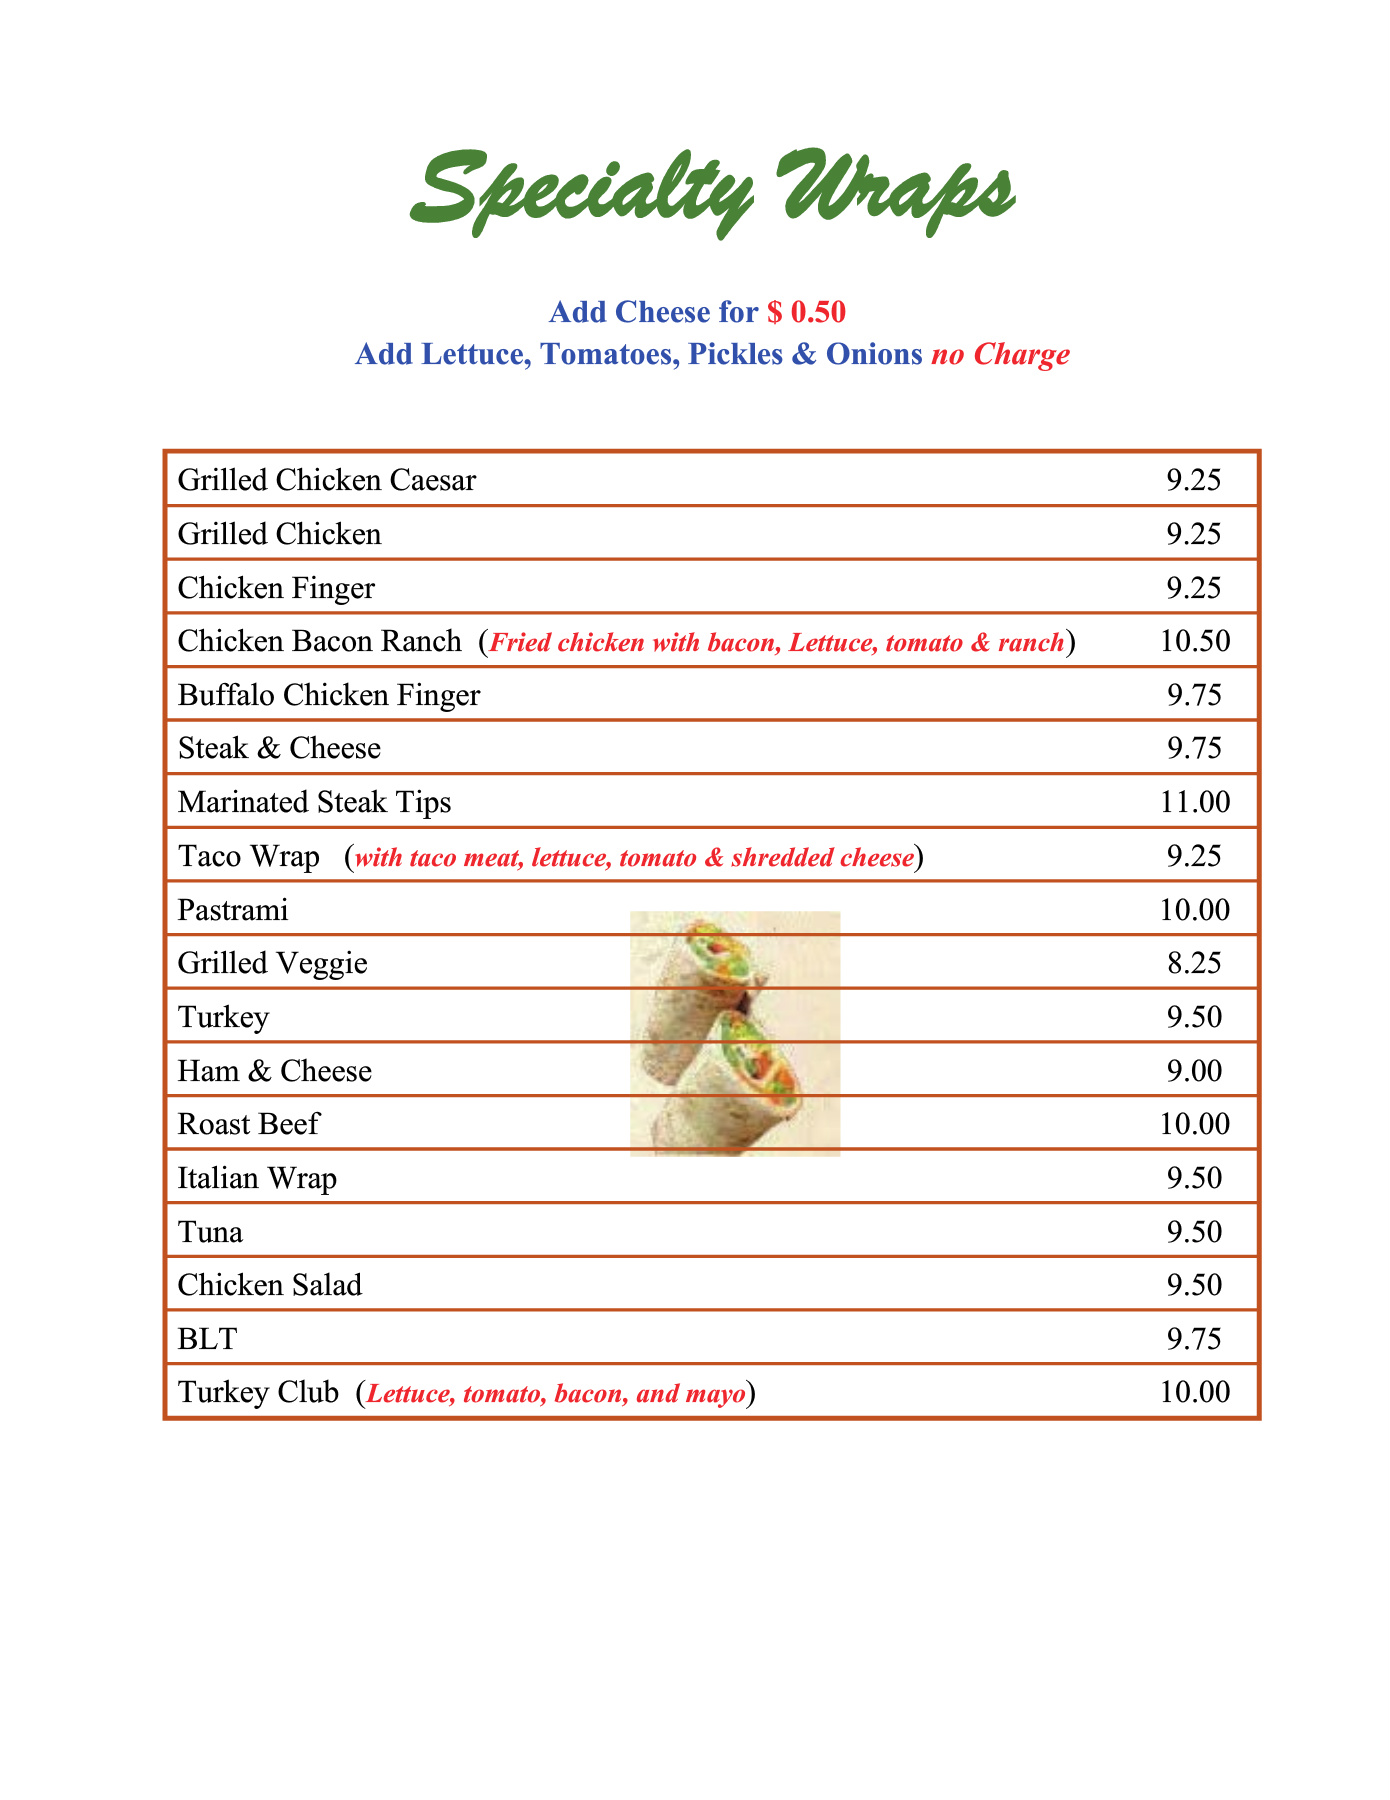 Specialty Wraps
Add Cheese for $ 0.50
Add Lettuce, Tomatoes, Pickles & Onions no Charge
Grilled Chicken Caesar 9.25
Grilled Chicken 9.25
Chicken Finger 9.25
Chicken Bacon Ranch (Fried chicken with bacon, Lettuce, tomato & ranch) 10.50
Buffalo Chicken Finger 9.75
Steak & Cheese 9.75
Marinated Steak Tips 11.00
Taco Wrap (with taco meat, lettuce, tomato & shredded cheese) 9.25
Pastrami 10.00
Grilled Veggie 8.25
Turkey 9.50
Ham & Cheese 9.00
Roast Beef 10.00
Italian Wrap 9.50
Tuna 9.50
Chicken Salad 9.50
BLT 9.75
Turkey Club (Lettuce, tomato, bacon, and mayo) 10.00